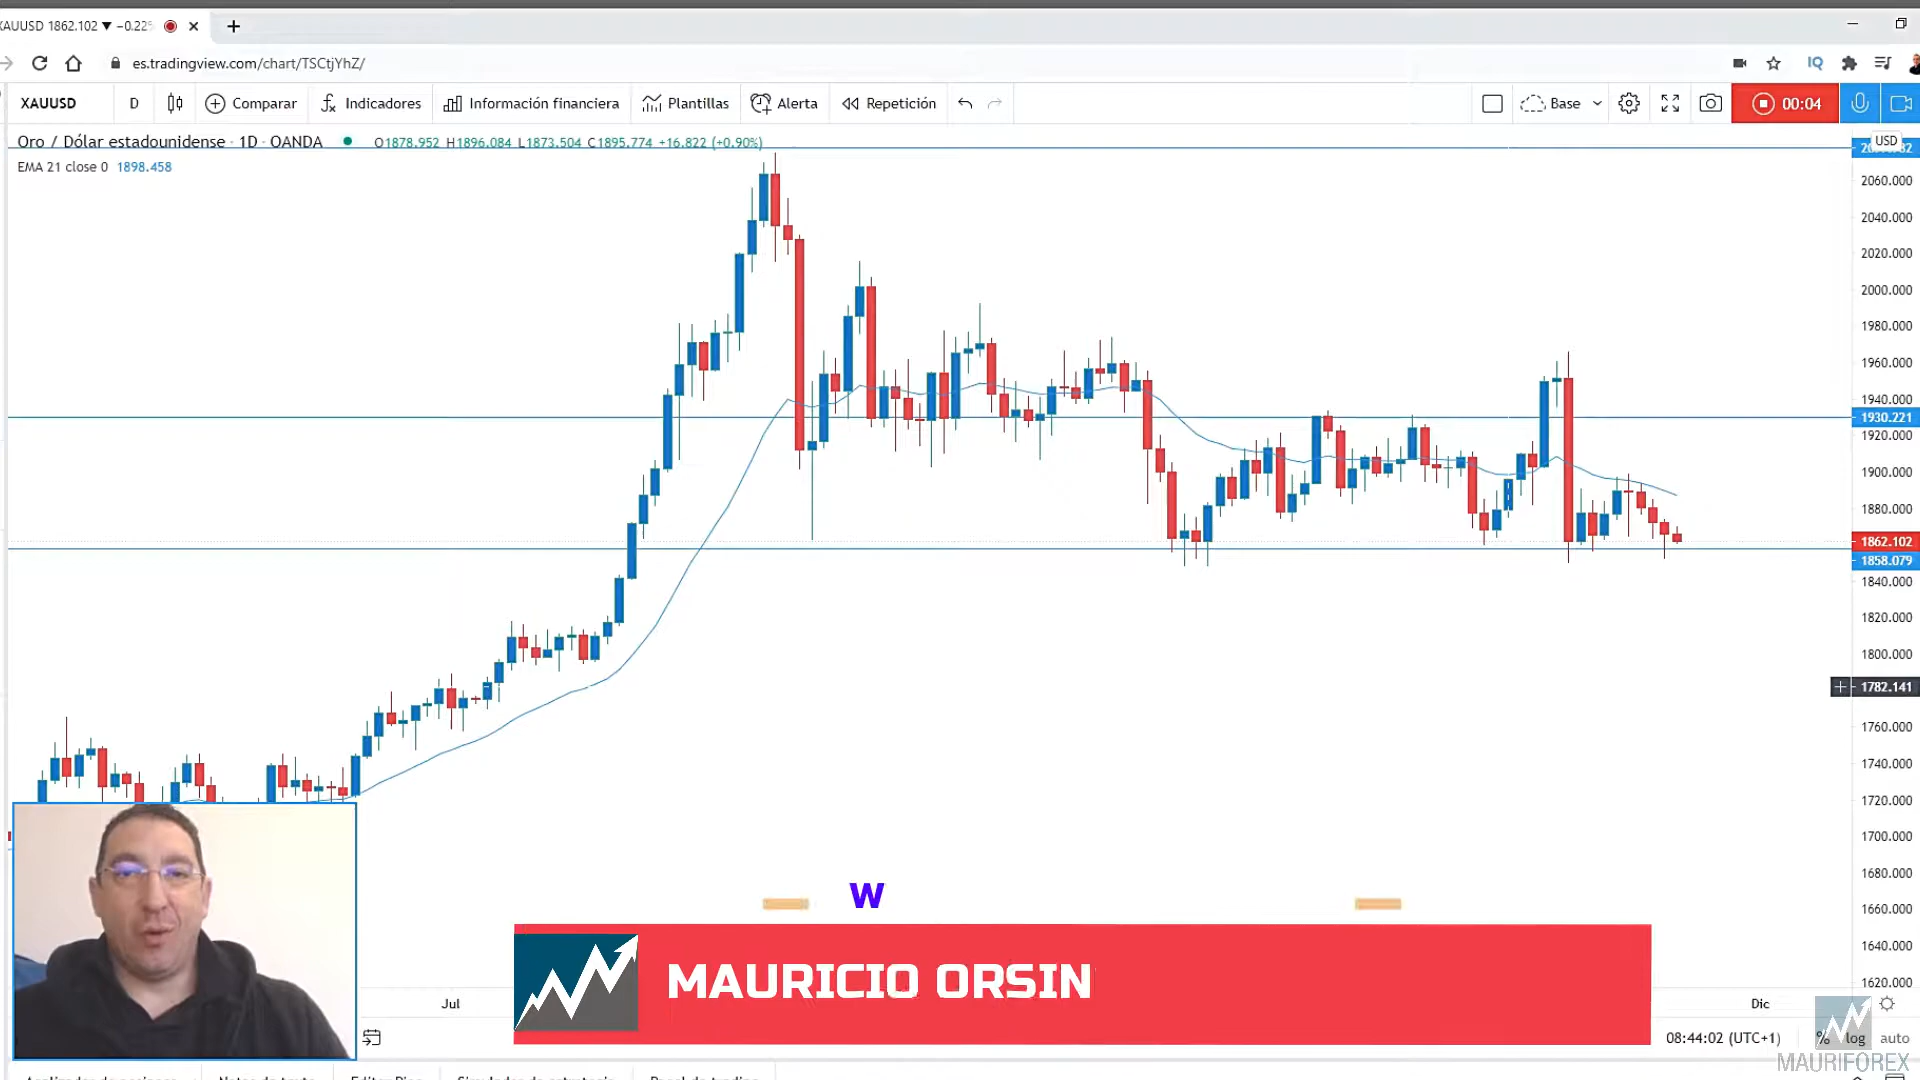 XAUUSD 1862.102 ▼ −0.22%
es.tradingview.com/chart/TSCtjYhZ/
IQ
XAUUSD D Comparar Indicadores Información financiera Plantillas Alerta Repetición Base 00:04
Oro / Dólar estadounidense · 1D · OANDA O1878.952 H1896.084 L1873.504 C1895.774 +16.822 (+0.90%)
USD
EMA 21 close 0 1898.458
2060.000
2040.000
2020.000
2000.000
1980.000
1960.000
1940.000
1930.221
1920.000
1900.000
1880.000
1862.102
1858.079
1840.000
1820.000
1800.000
1782.141
1760.000
1740.000
1720.000
1700.000
1680.000
1660.000
1640.000
1620.000
W
MAURICIO ORSIN
Jul Dic
08:44:02 (UTC+1) % log auto
MAURIFOREX